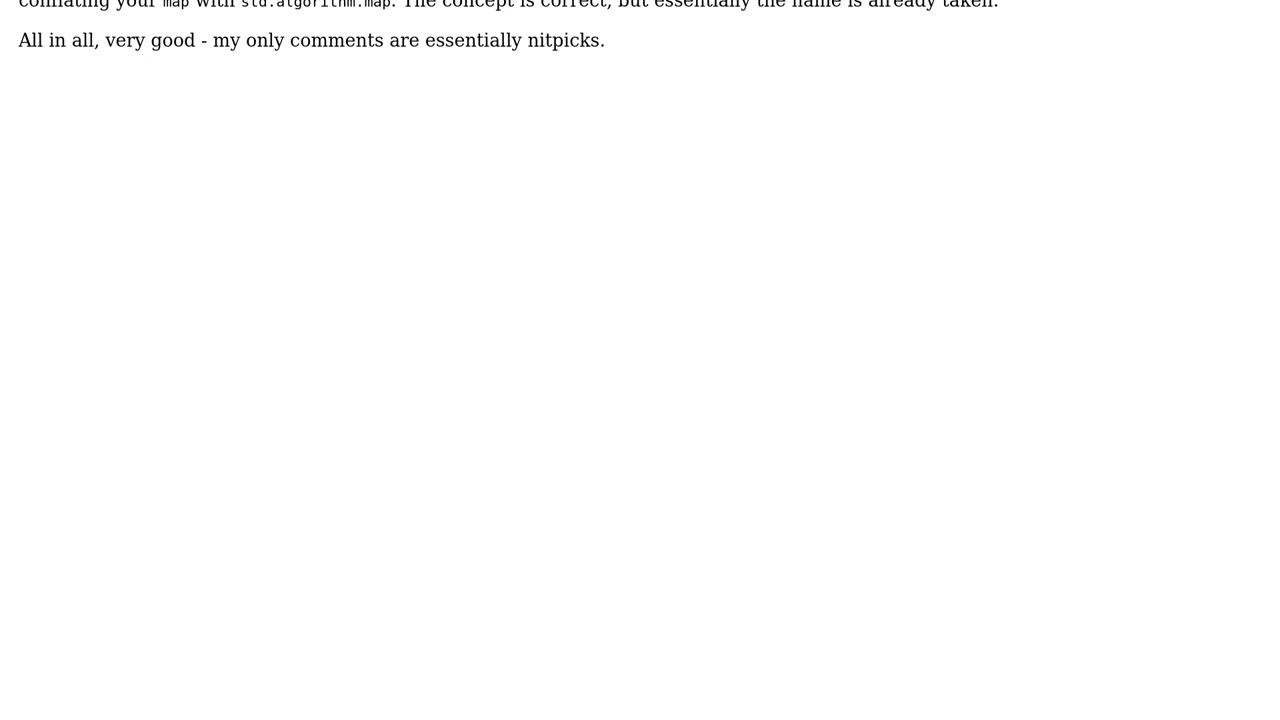 conflating your map with std.algorithm.map. The concept is correct, but essentially the name is already taken.
All in all, very good - my only comments are essentially nitpicks.